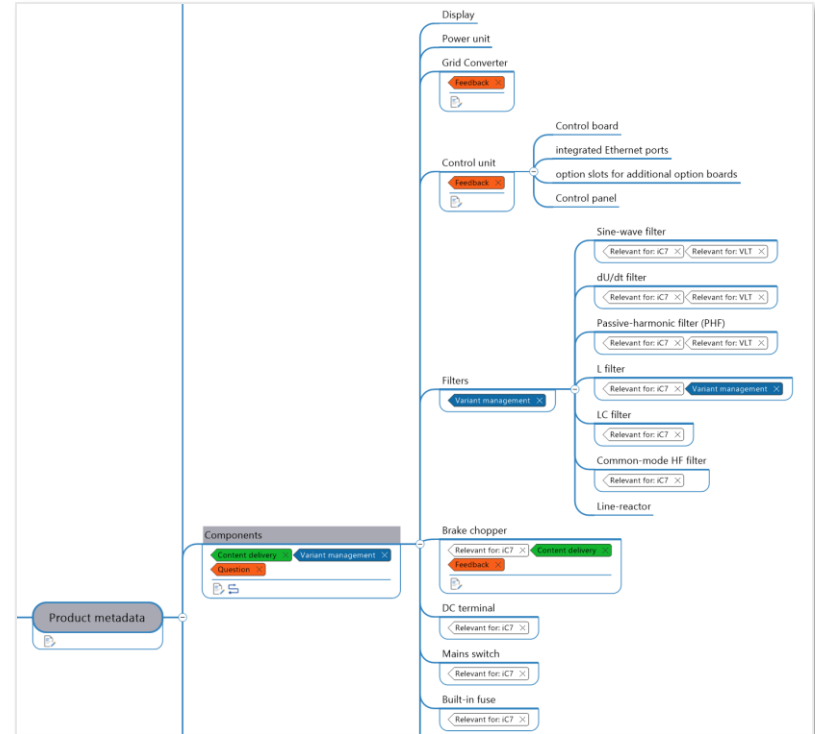 Display
Power unit
Grid Converter
Feedback
Control unit
Feedback
Control board
integrated Ethernet ports
option slots for additional option boards
Control panel
Filters
Variant management
Sine-wave filter
Relevant for: iC7 Relevant for: VLT
dU/dt filter
Relevant for: iC7 Relevant for: VLT
Passive-harmonic filter (PHF)
Relevant for: iC7 Relevant for: VLT
L filter
Relevant for: iC7 Variant management
LC filter
Relevant for: iC7
Common-mode HF filter
Relevant for: iC7
Line-reactor
Components
Content delivery Variant management
Question
Brake chopper
Relevant for: iC7 Content delivery
Feedback
Product metadata
DC terminal
Relevant for: iC7
Mains switch
Relevant for: iC7
Built-in fuse
Relevant for: iC7